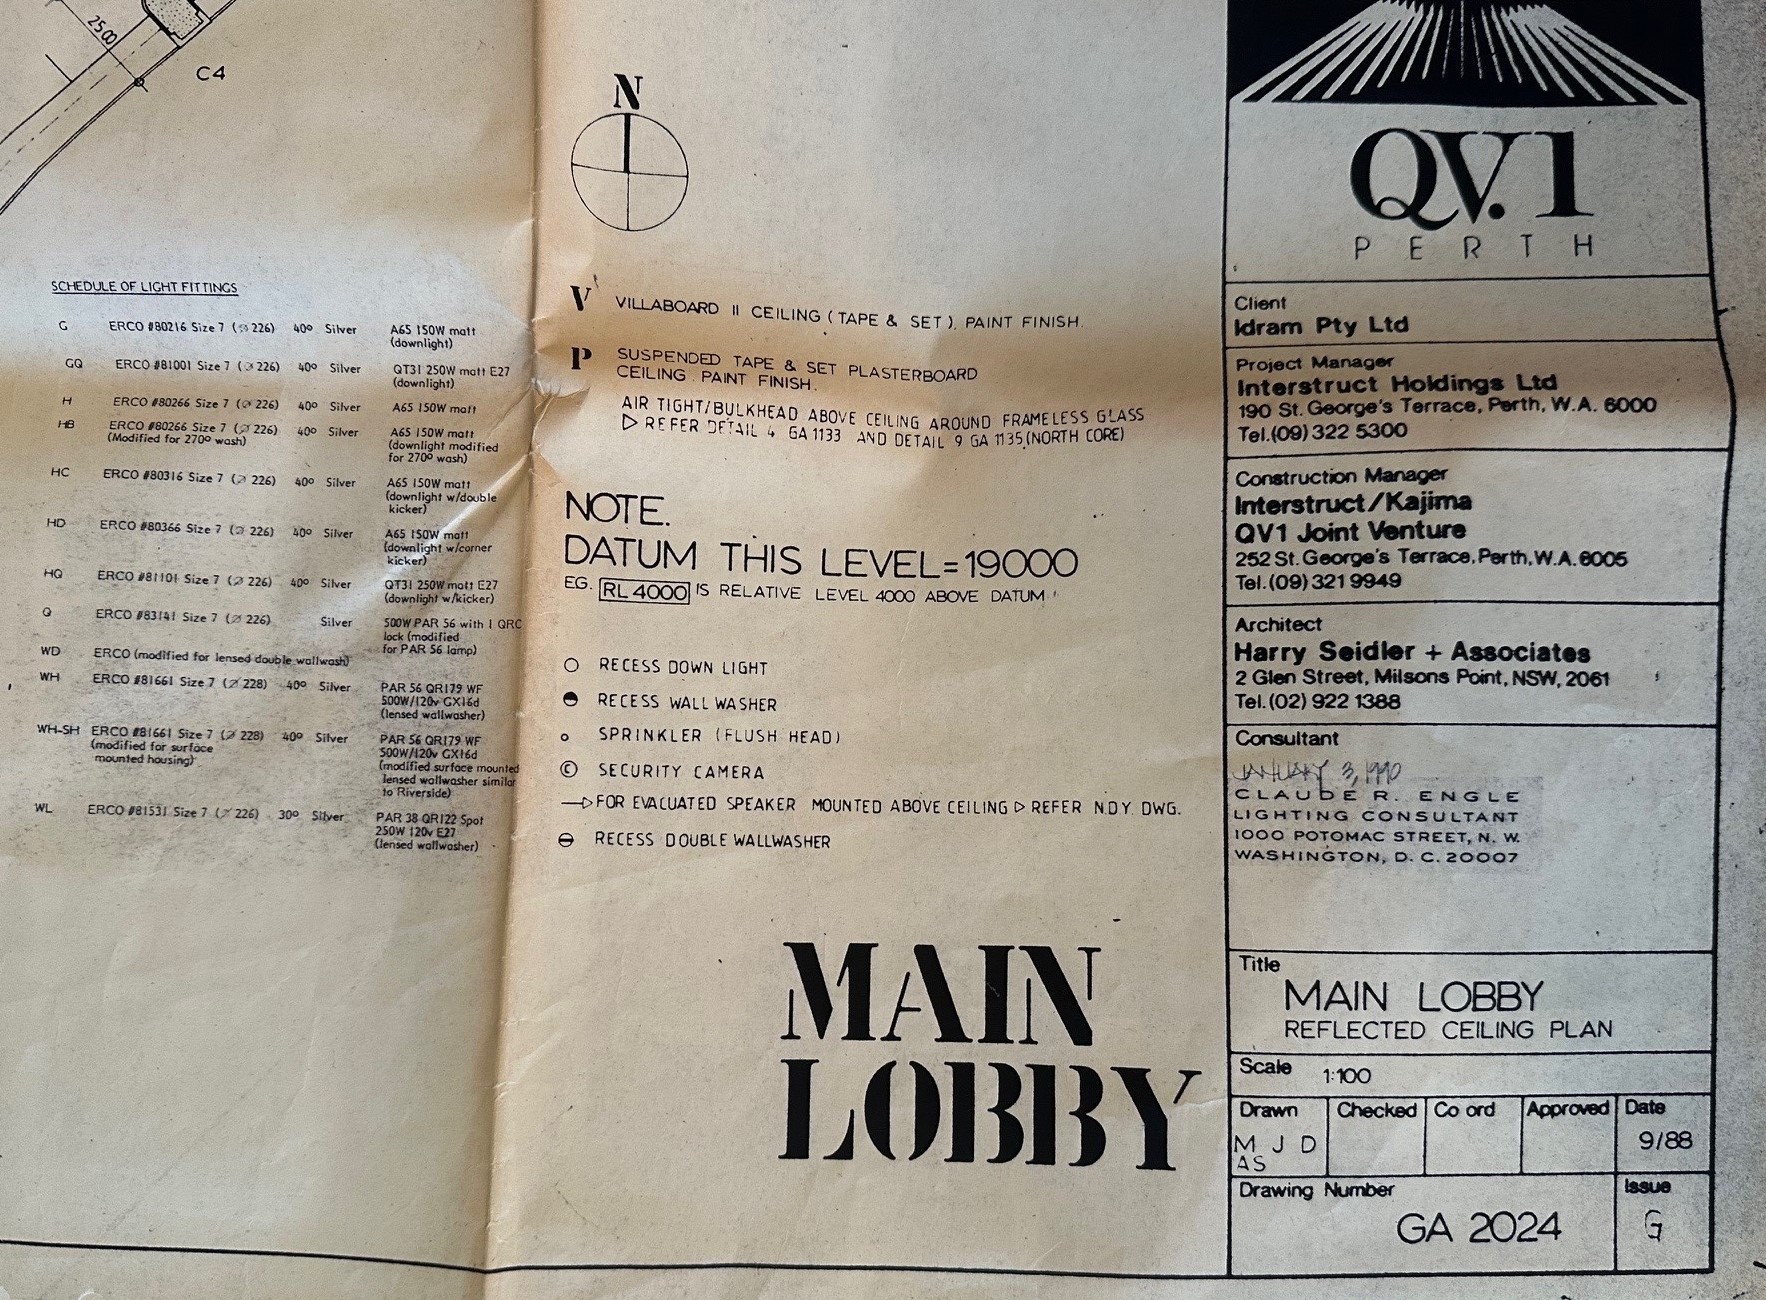 2500
C4
N
SCHEDULE OF LIGHT FITTINGS
G ERCO #80216 Size 7 (⌀ 226) 40º Silver A65 150W matt
(downlight)
GQ ERCO #81001 Size 7 (⌀ 226) 40º Silver QT31 250W matt E27
(downlight)
H ERCO #80266 Size 7 (⌀ 226) 40º Silver A65 150W matt
HB ERCO #80266 Size 7 (⌀ 226) 40º Silver A65 150W matt
(Modified for 270º wash) (downlight modified
for 270º wash)
HC ERCO #80316 Size 7 (⌀ 226) 40º Silver A65 150W matt
(downlight w/double
kicker)
HD ERCO #80366 Size 7 (⌀ 226) 40º Silver A65 150W matt
(downlight w/corner
kicker)
HQ ERCO #81101 Size 7 (⌀ 226) 40º Silver QT31 250W matt E27
(downlight w/kicker)
Q ERCO #83141 Size 7 (⌀ 226) Silver 500W PAR 56 with 1 QRC
lock (modified
for PAR 56 lamp)
WD ERCO (modified for lensed double wallwash)
WH ERCO #81661 Size 7 (⌀ 228) 40º Silver PAR 56 QR179 WF
500W/120v GX16d
(lensed wallwasher)
WH-SH ERCO #81661 Size 7 (⌀ 228) 40º Silver PAR 56 QR179 WF
(modified for surface 500W/120v GX16d
mounted housing) (modified surface mounted
lensed wallwasher similar
to Riverside)
WL ERCO #81531 Size 7 (⌀ 226) 30º Silver PAR 38 QR122 Spot
250W 120v E27
(lensed wallwasher)
V VILLABOARD II CEILING (TAPE & SET), PAINT FINISH.
P SUSPENDED TAPE & SET PLASTERBOARD
CEILING. PAINT FINISH.
AIR TIGHT/BULKHEAD ABOVE CEILING AROUND FRAMELESS GLASS
▷ REFER DETAIL 4 GA 1133 AND DETAIL 9 GA 1135 (NORTH CORE)
NOTE.
DATUM THIS LEVEL=19000
EG. RL 4000 IS RELATIVE LEVEL 4000 ABOVE DATUM
RECESS DOWN LIGHT
RECESS WALL WASHER
SPRINKLER (FLUSH HEAD)
© SECURITY CAMERA
FOR EVACUATED SPEAKER MOUNTED ABOVE CEILING ▷ REFER N.D.Y. DWG.
RECESS DOUBLE WALLWASHER
MAIN
LOBBY
QV.1
PERTH
Client
Idram Pty Ltd
Project Manager
Interstruct Holdings Ltd
190 St. George's Terrace, Perth, W.A. 6000
Tel.(09) 322 5300
Construction Manager
Interstruct/Kajima
QV1 Joint Venture
252 St. George's Terrace, Perth, W.A. 6005
Tel.(09) 321 9949
Architect
Harry Seidler + Associates
2 Glen Street, Milsons Point, NSW, 2061
Tel.(02) 922 1388
Consultant
JANUARY 3, 1990
CLAUDE R. ENGLE
LIGHTING CONSULTANT
1000 POTOMAC STREET, N. W.
WASHINGTON, D. C. 20007
Title
MAIN LOBBY
REFLECTED CEILING PLAN
Scale 1:100
Drawn Checked Co ord Approved Date
M J D 9/88
AS
Drawing Number Issue
GA 2024 G